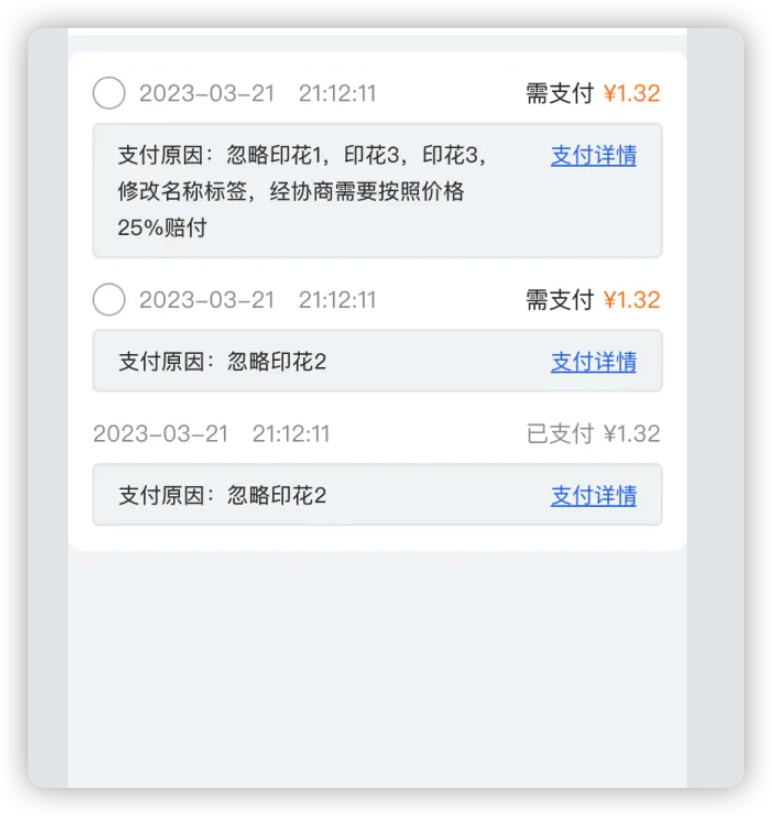 2023-03-21 21:12:11 需支付 ¥1.32
支付原因：忽略印花1，印花3，印花3， 支付详情
修改名称标签，经协商需要按照价格
25%赔付
2023-03-21 21:12:11 需支付 ¥1.32
支付原因：忽略印花2 支付详情
2023-03-21 21:12:11 已支付 ¥1.32
支付原因：忽略印花2 支付详情